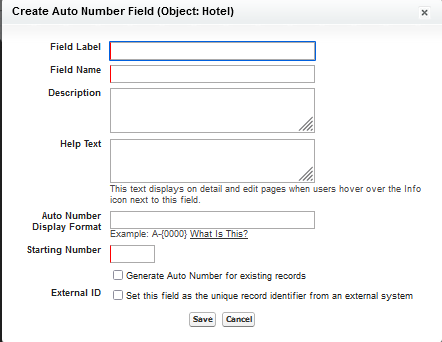 Create Auto Number Field (Object: Hotel)
×
Field Label
Field Name
Description
Help Text
This text displays on detail and edit pages when users hover over the Info
icon next to this field.
Auto Number
Display Format
Example: A-{0000} What Is This?
Starting Number
Generate Auto Number for existing records
External ID
Set this field as the unique record identifier from an external system
Save Cancel